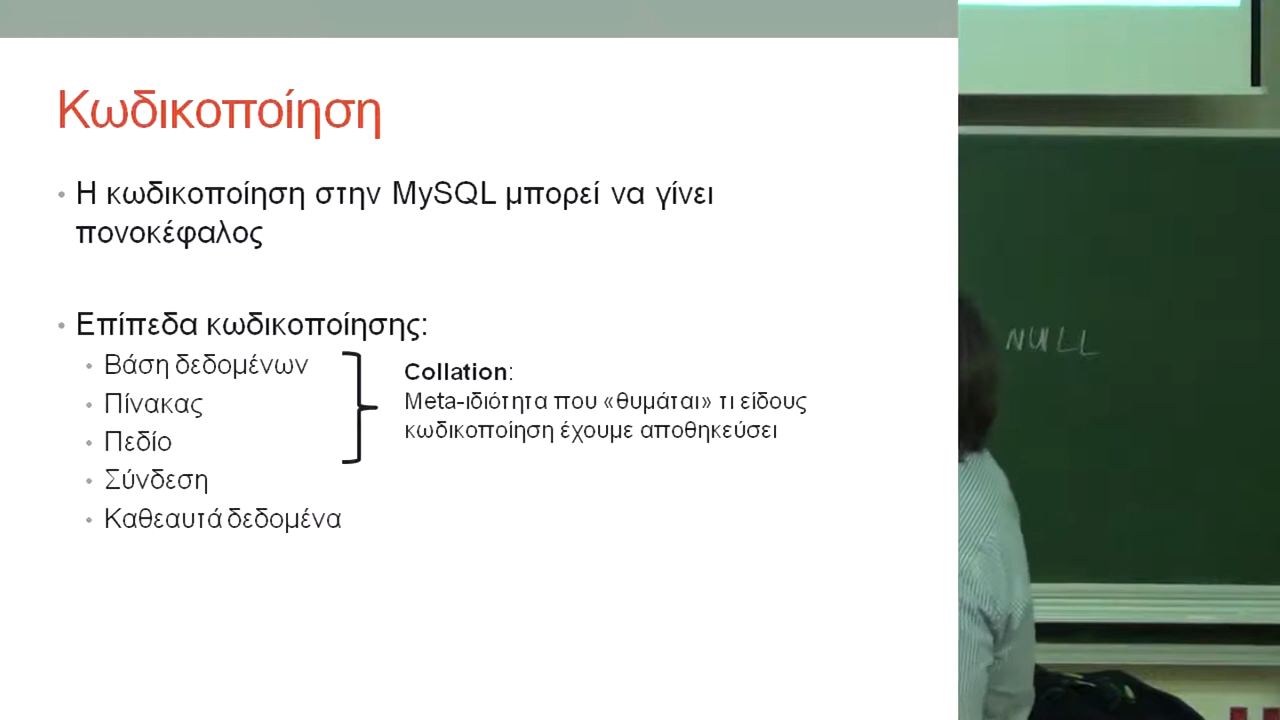 Κωδικοποίηση
Η κωδικοποίηση στην MySQL μπορεί να γίνει
πονοκέφαλος
Επίπεδα κωδικοποίησης:
Βάση δεδομένων
Πίνακας
Πεδίο
Σύνδεση
Καθεαυτά δεδομένα
Collation:
Meta-ιδιότητα που «θυμάται» τι είδους
κωδικοποίηση έχουμε αποθηκεύσει
NULL